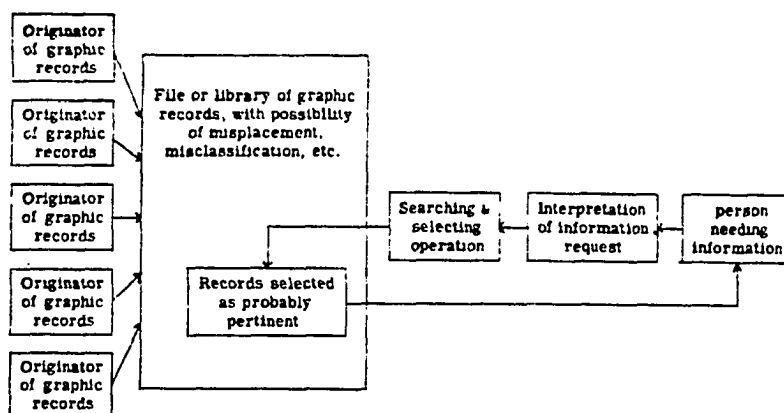 Originator
of graphic
records
Originator
of graphic
records
Originator
of graphic
records
Originator
of graphic
records
Originator
of graphic
records
File or library of graphic
records, with possibility
of misplacement,
misclassification, etc.
Records selected
as probably
pertinent
Searching &
selecting
operation
Interpretation
of information
request
person
needing
information